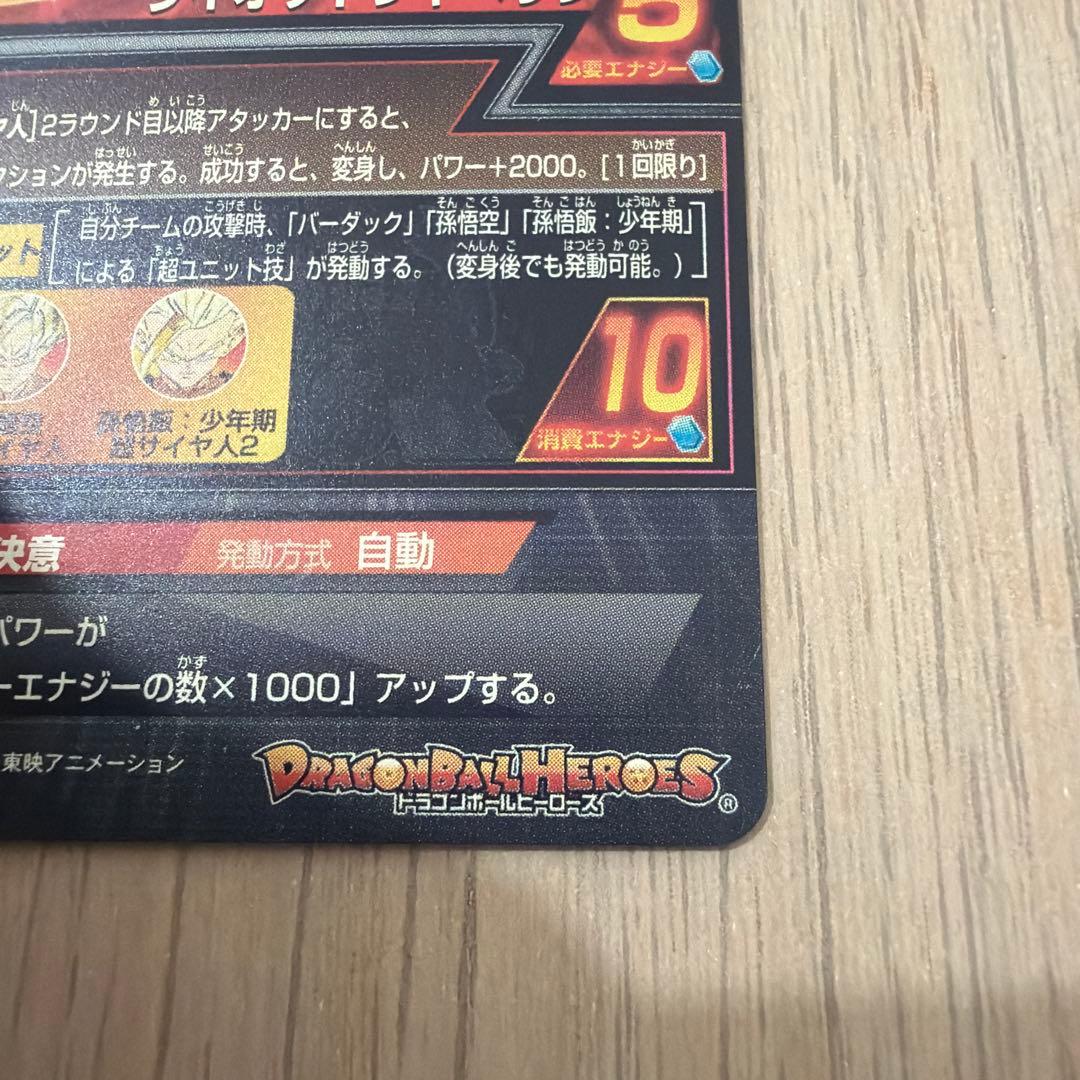 5
必要エナジー
人]2ラウンド目以降アタッカーにすると、
クションが発生する。成功すると、変身し、パワー+2000。[1回限り]
ット
自分チームの攻撃時、「バーダック」「孫悟空」「孫悟飯：少年期」
による「超ユニット技」が発動する。(変身後でも発動可能。)
10
消費エナジー
孫悟飯：少年期
イヤ人
超サイヤ人2
決意
発動方式 自動
パワーが
ーエナジーの数×1000」アップする。
東映アニメーション
DRAGONBALL HEROES
ドラゴンボールヒーローズ
®